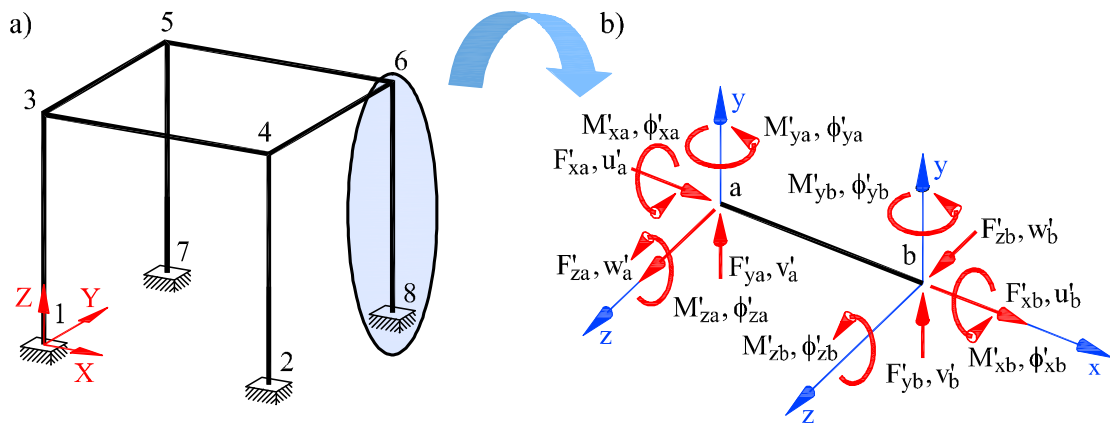 a)
5
6
3
4
7
8
Z
1
Y
X
2
b)
y
M'xa, ϕ'xa
M'ya, ϕ'ya
F'xa, u'a
a
y
M'yb, ϕ'yb
b
F'zb, w'b
F'za, w'a
F'ya, v'a
F'xb, u'b
M'za, ϕ'za
z
M'zb, ϕ'zb
F'yb, v'b
M'xb, ϕ'xb
x
z